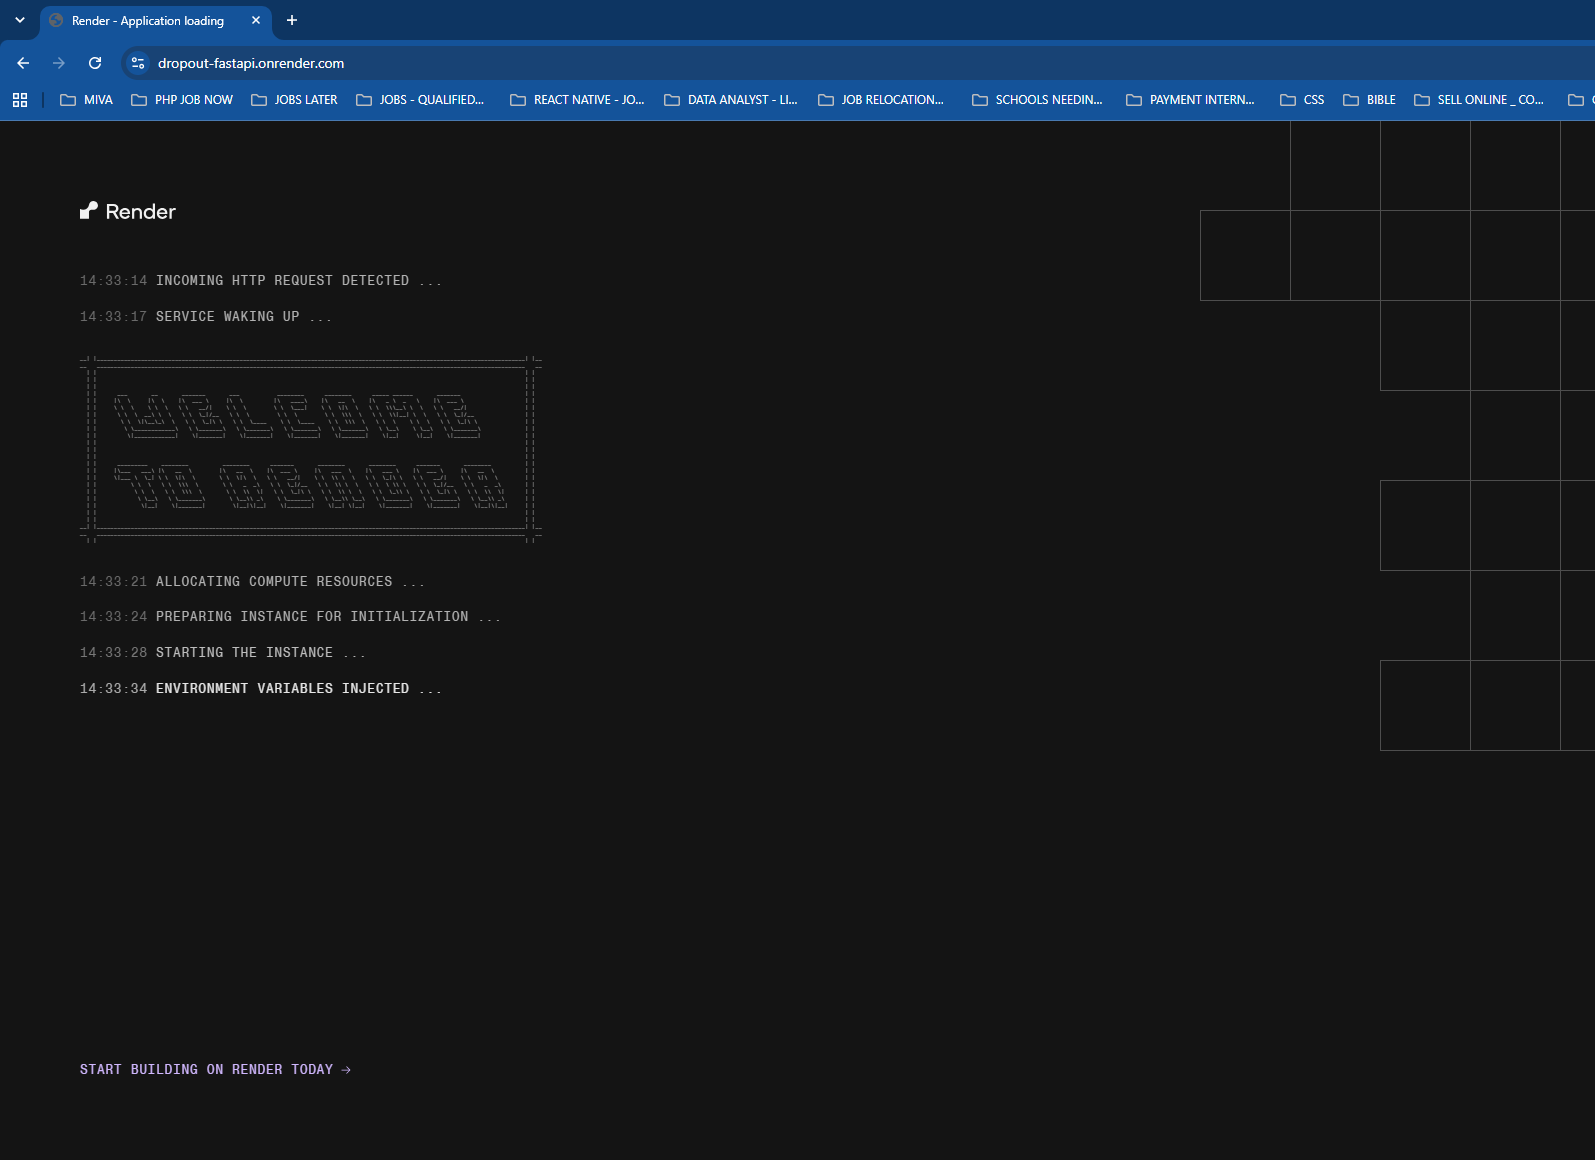 Render - Application loading
dropout-fastapi.onrender.com
MIVA PHP JOB NOW JOBS LATER JOBS - QUALIFIED... REACT NATIVE - JO... DATA ANALYST - LI... JOB RELOCATION... SCHOOLS NEEDIN... PAYMENT INTERN... CSS BIBLE SELL ONLINE _ CO...
Render
14:33:14 INCOMING HTTP REQUEST DETECTED ...
14:33:17 SERVICE WAKING UP ...
WELCOME
TO RENDER
14:33:21 ALLOCATING COMPUTE RESOURCES ...
14:33:24 PREPARING INSTANCE FOR INITIALIZATION ...
14:33:28 STARTING THE INSTANCE ...
14:33:34 ENVIRONMENT VARIABLES INJECTED ...
START BUILDING ON RENDER TODAY →